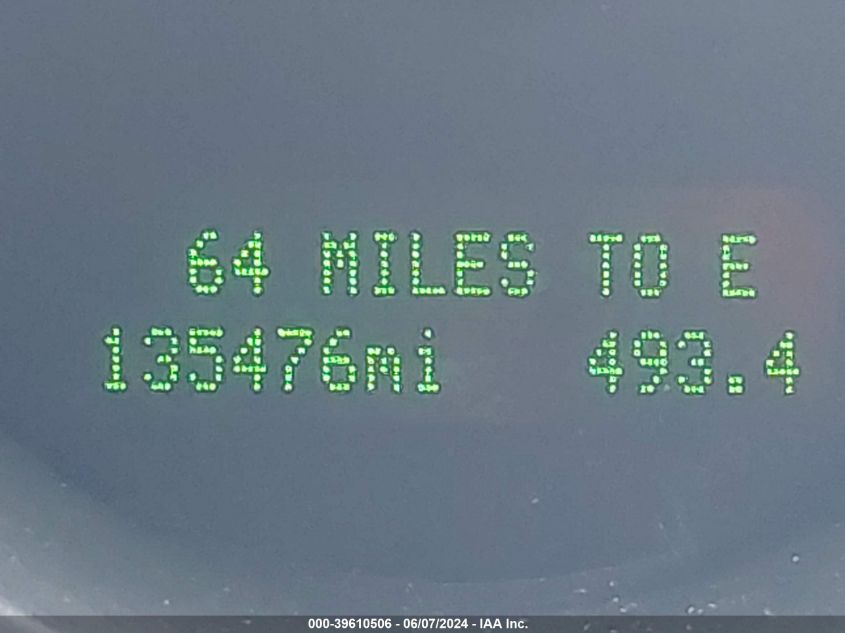 64 MILES TO E
135476mi 493.4
000-39610506 - 06/07/2024 - IAA Inc.